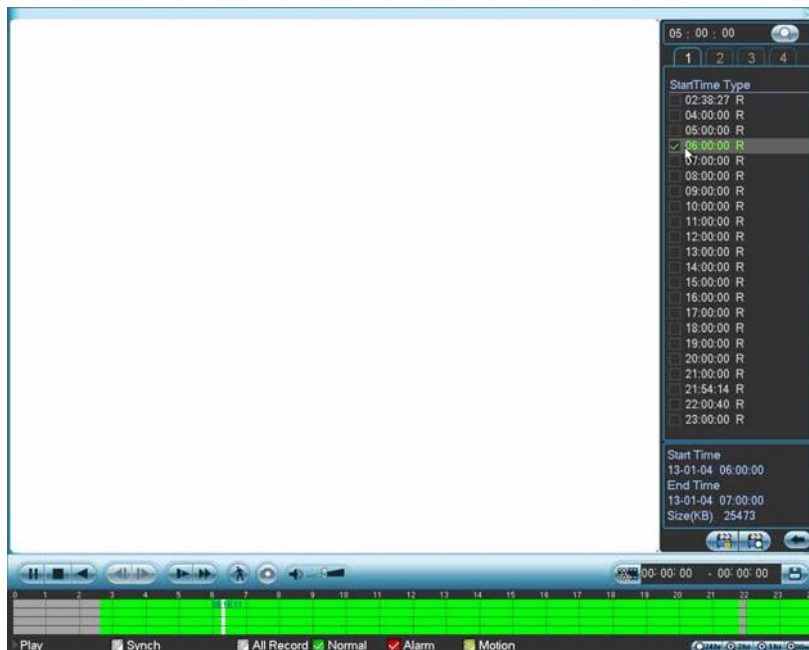 05 : 00 : 00
1 2 3 4
StartTime Type
02:38:27 R
04:00:00 R
05:00:00 R
06:00:00 R
07:00:00 R
08:00:00 R
09:00:00 R
10:00:00 R
11:00:00 R
12:00:00 R
13:00:00 R
14:00:00 R
15:00:00 R
16:00:00 R
17:00:00 R
18:00:00 R
19:00:00 R
20:00:00 R
21:00:00 R
21:54:14 R
22:00:40 R
23:00:00 R
Start Time
13-01-04 06:00:00
End Time
13-01-04 07:00:00
Size(KB) 25473
00: 00: 00 - 00: 00: 00
0 1 2 3 4 5 6 7 8 9 10 11 12 13 14 15 16 17 18 19 20 21 22 23
Play Synch All Record Normal Alarm Motion